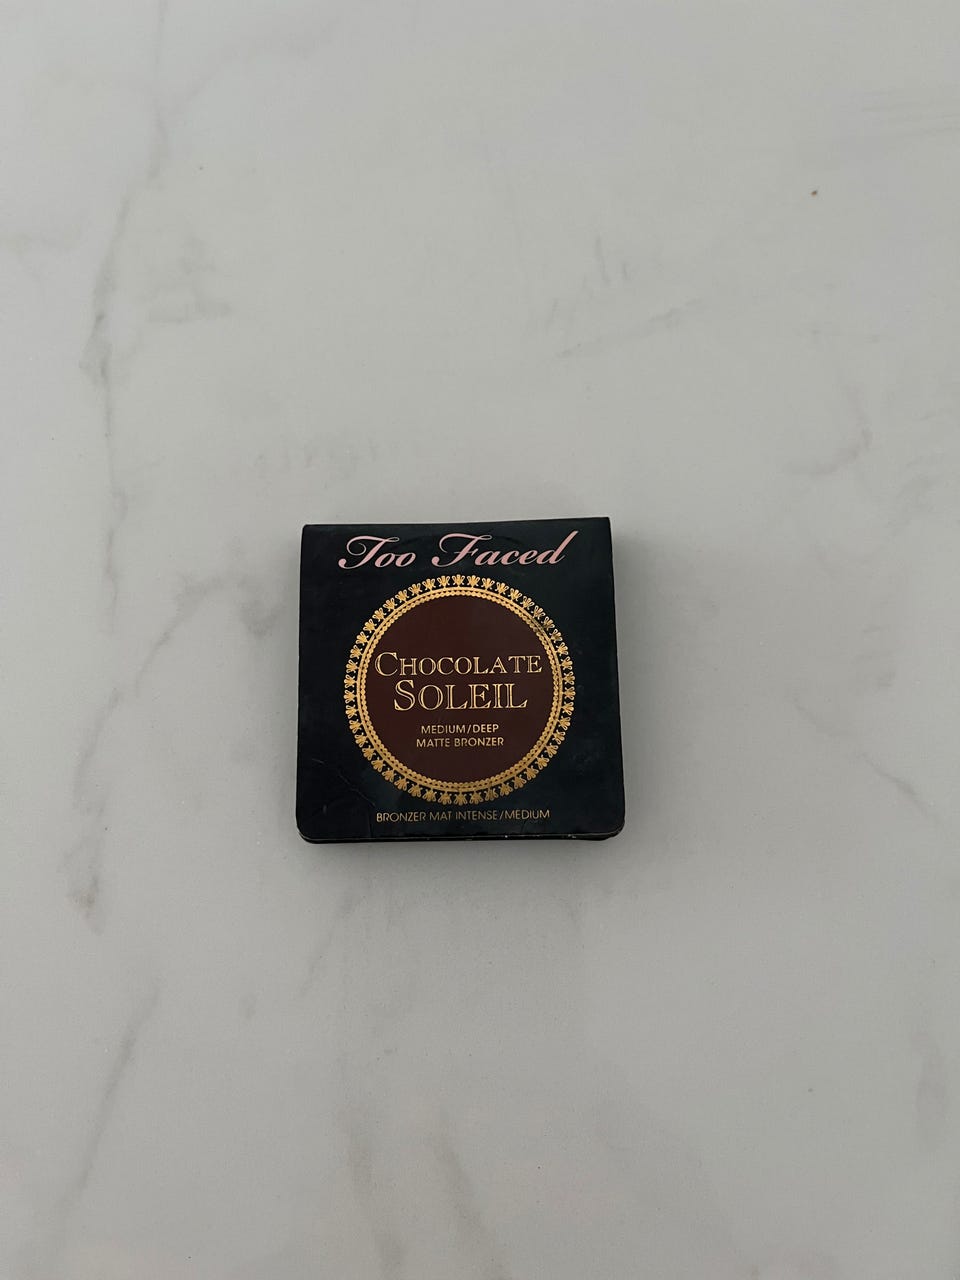 Too Faced
CHOCOLATE
SOLEIL
MEDIUM/DEEP
MATTE BRONZER
BRONZER MAT INTENSE/MEDIUM